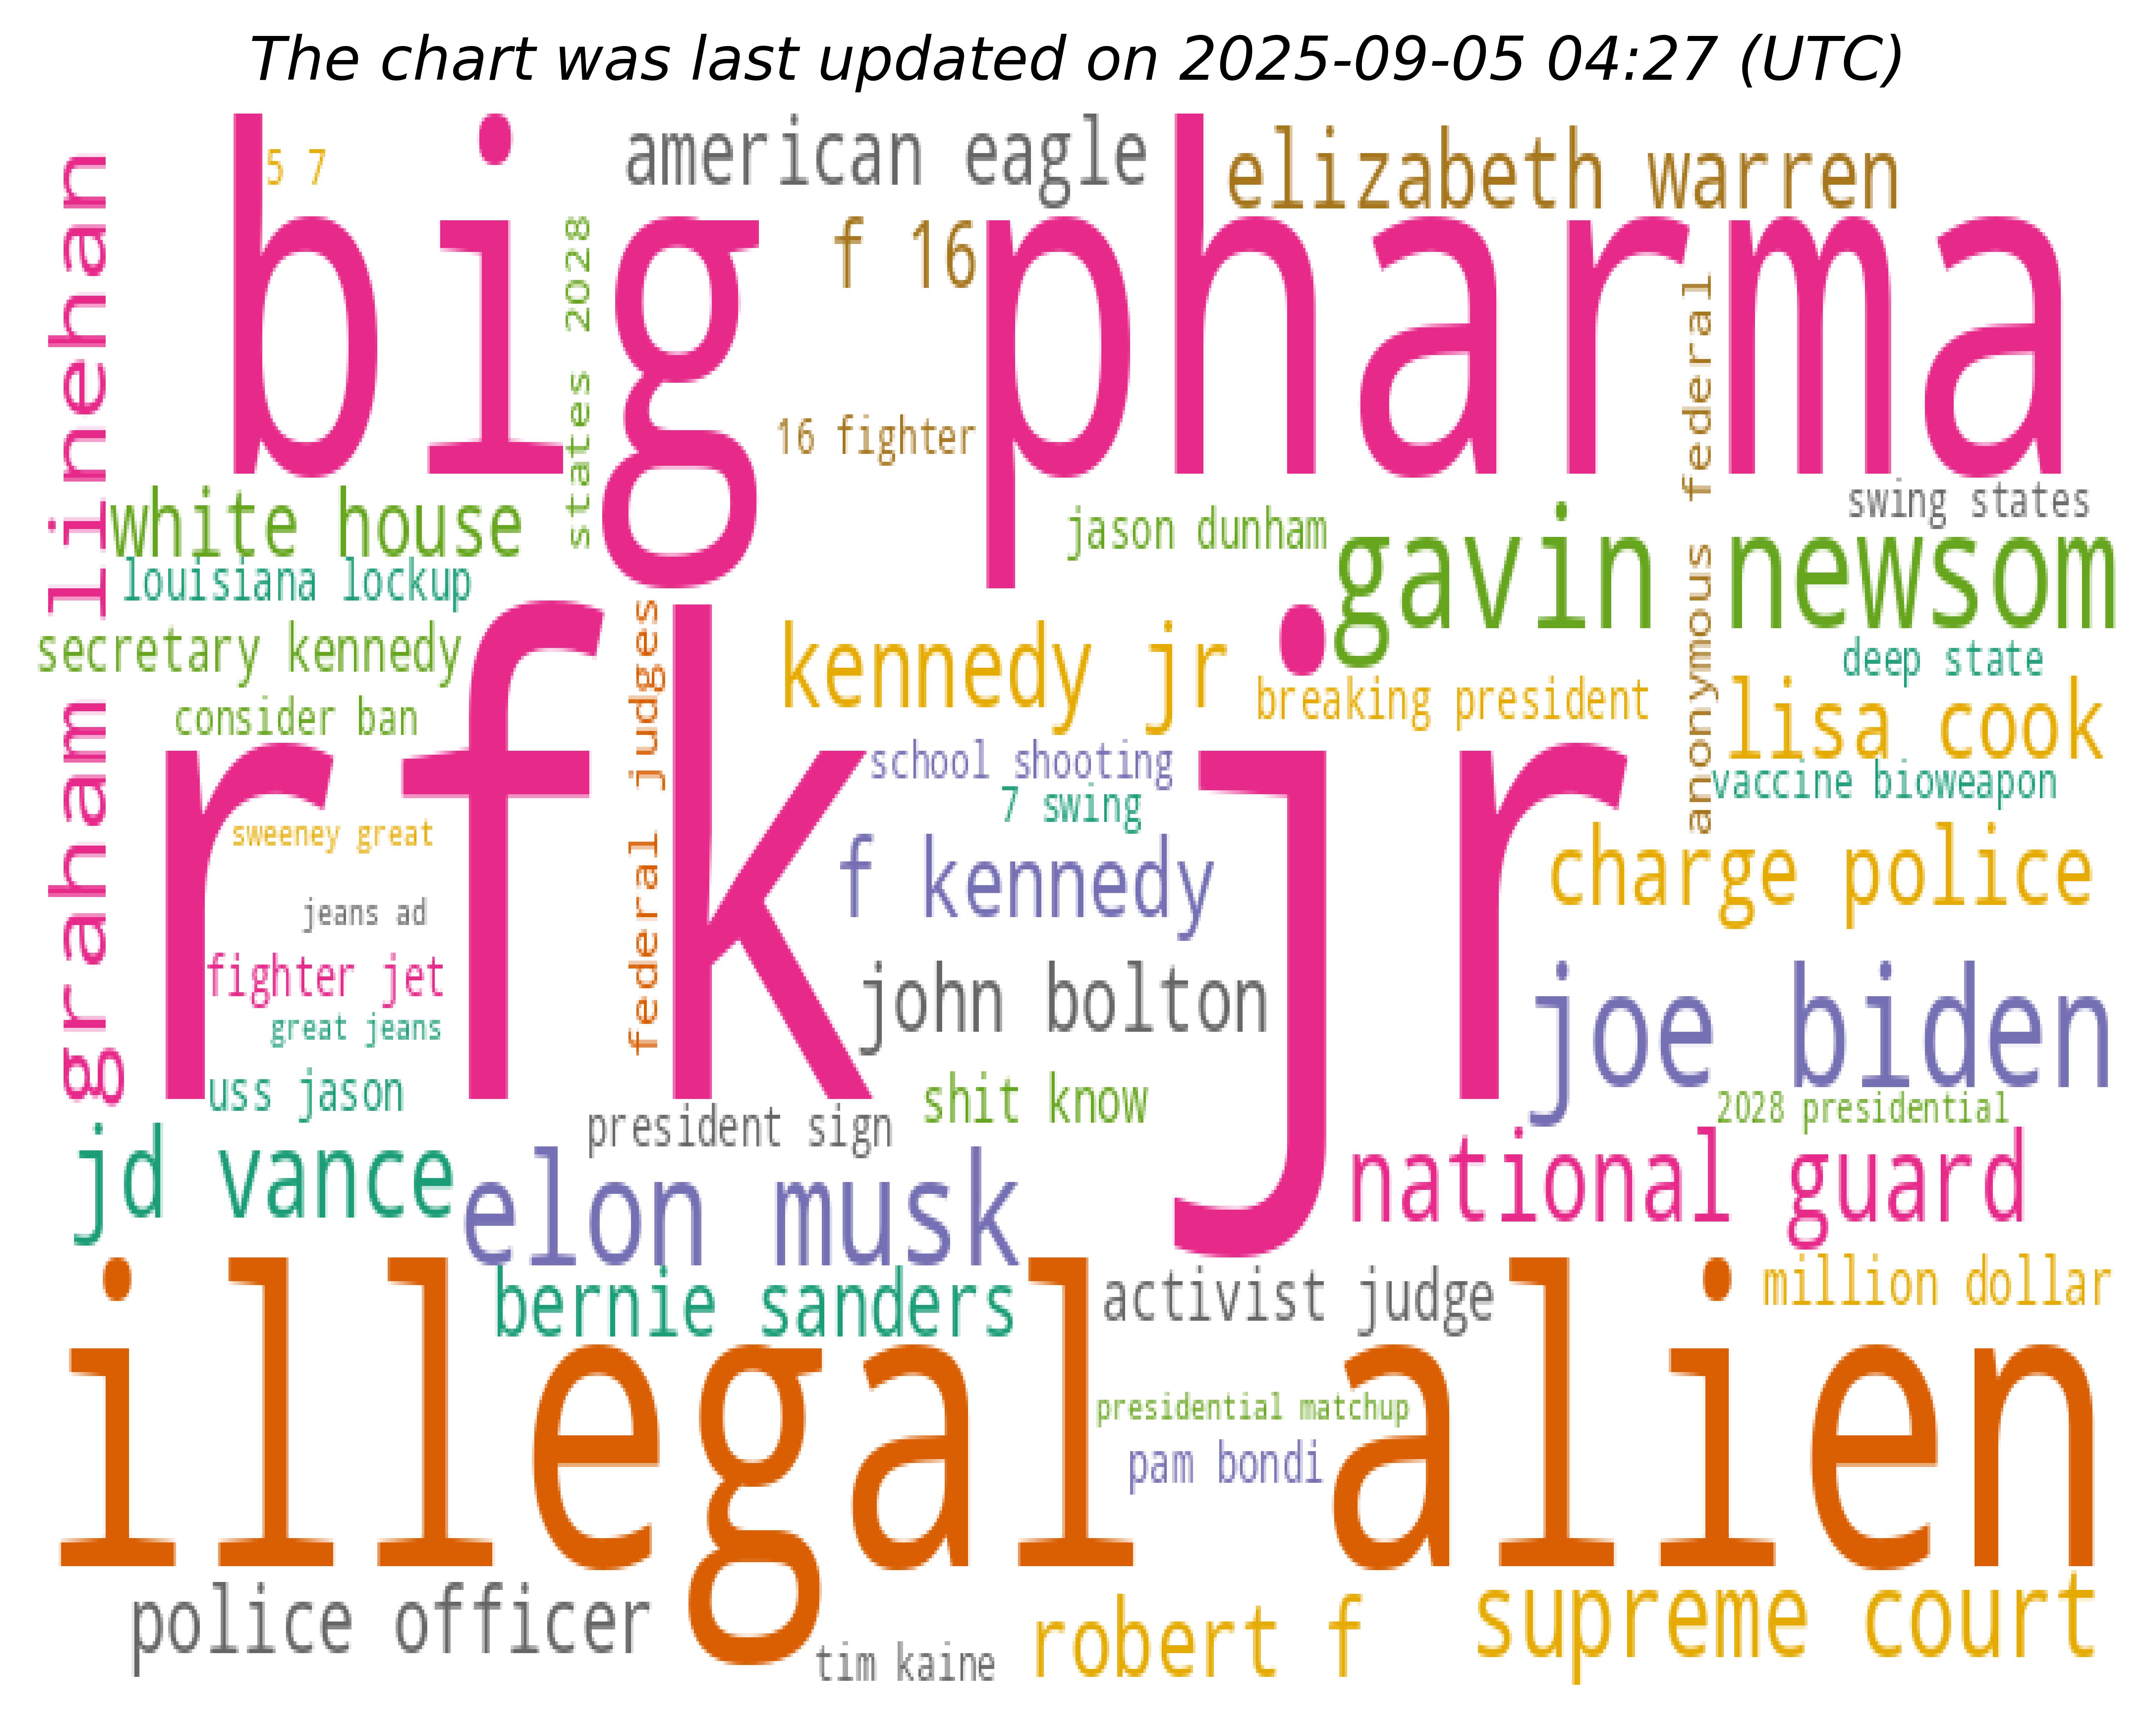 The chart was last updated on 2025-09-05 04:27 (UTC)
big pharma
5 7
american eagle
elizabeth warren
f 16
states 2028
16 fighter
graham linehan
anonymous federal
swing states
white house
jason dunham
gavin newsom
louisiana lockup
secretary kennedy
kennedy jr
deep state
consider ban
federal judges
breaking president
lisa cook
rfk jr
school shooting
vaccine bioweapon
7 swing
sweeney great
f kennedy
charge police
jeans ad
fighter jet
john bolton
joe biden
great jeans
uss jason
shit know
2028 presidential
president sign
jd vance
elon musk
national guard
bernie sanders
activist judge
million dollar
illegal alien
presidential matchup
pam bondi
police officer
tim kaine
robert f
supreme court